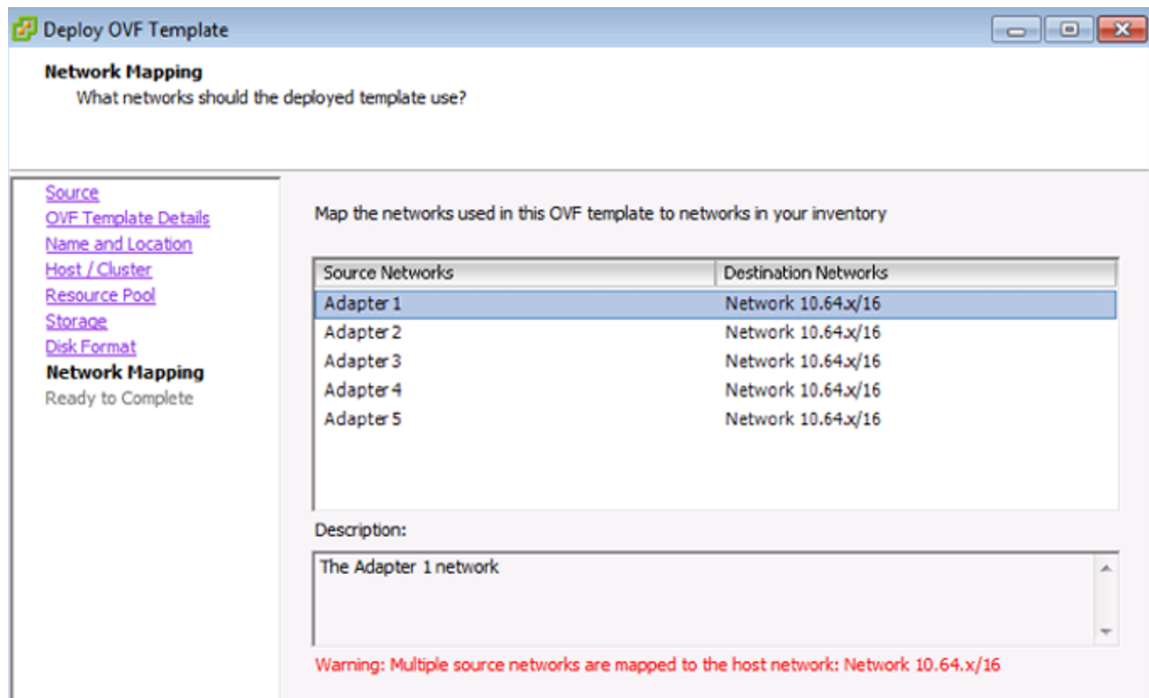 Deploy OVF Template
Network Mapping
What networks should the deployed template use?
Source
OVF Template Details
Name and Location
Host / Cluster
Resource Pool
Storage
Disk Format
Network Mapping
Ready to Complete
Map the networks used in this OVF template to networks in your inventory
Source Networks Destination Networks
Adapter 1 Network 10.64.x/16
Adapter 2 Network 10.64.x/16
Adapter 3 Network 10.64.x/16
Adapter 4 Network 10.64.x/16
Adapter 5 Network 10.64.x/16
Description:
The Adapter 1 network
Warning: Multiple source networks are mapped to the host network: Network 10.64.x/16